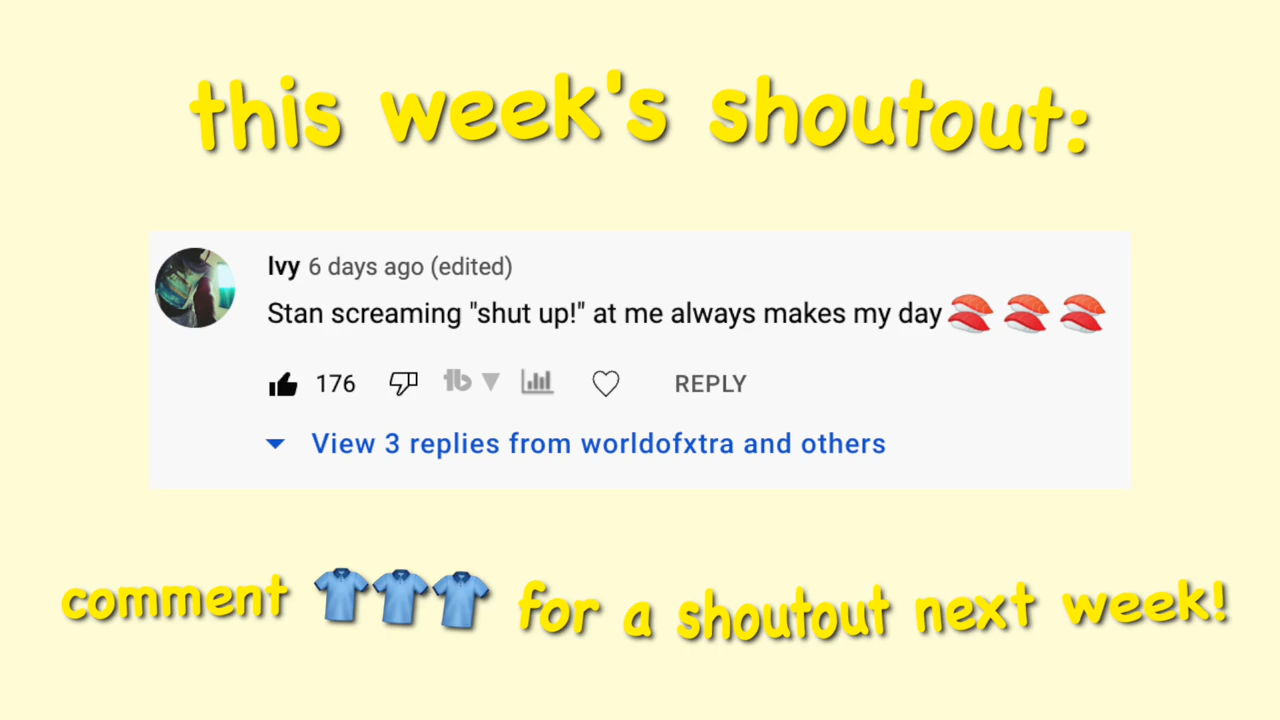 this week's shoutout:
Ivy 6 days ago (edited)
Stan screaming "shut up!" at me always makes my day 🍣 🍣 🍣
176 tb REPLY
View 3 replies from worldofxtra and others
comment 👕👕👕 for a shoutout next week!